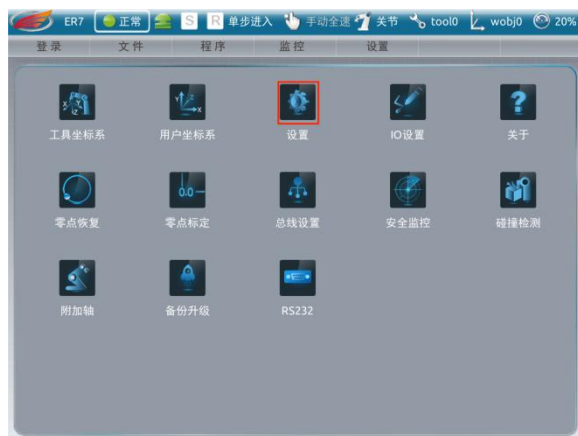 ER7 正常 S R 单步进入 手动全速 关节 tool0 wobj0 20%
登录 文件 程序 监控 设置
工具坐标系 用户坐标系 设置 IO设置 关于
零点恢复 零点标定 总线设置 安全监控 碰撞检测
附加轴 备份升级 RS232